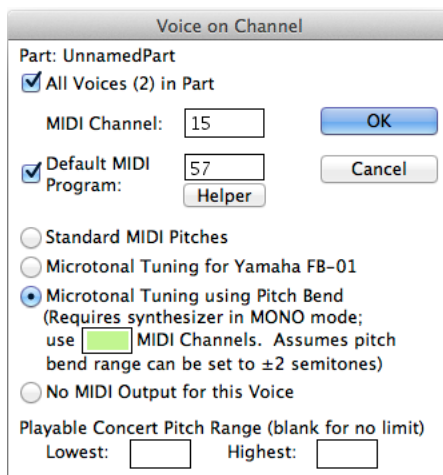 Voice on Channel
Part: UnnamedPart
All Voices (2) in Part
MIDI Channel: 15 OK
Default MIDI Program: 57 Cancel
Helper
Standard MIDI Pitches
Microtonal Tuning for Yamaha FB-01
Microtonal Tuning using Pitch Bend
(Requires synthesizer in MONO mode;
use MIDI Channels. Assumes pitch
bend range can be set to ±2 semitones)
No MIDI Output for this Voice
Playable Concert Pitch Range (blank for no limit)
Lowest: Highest: